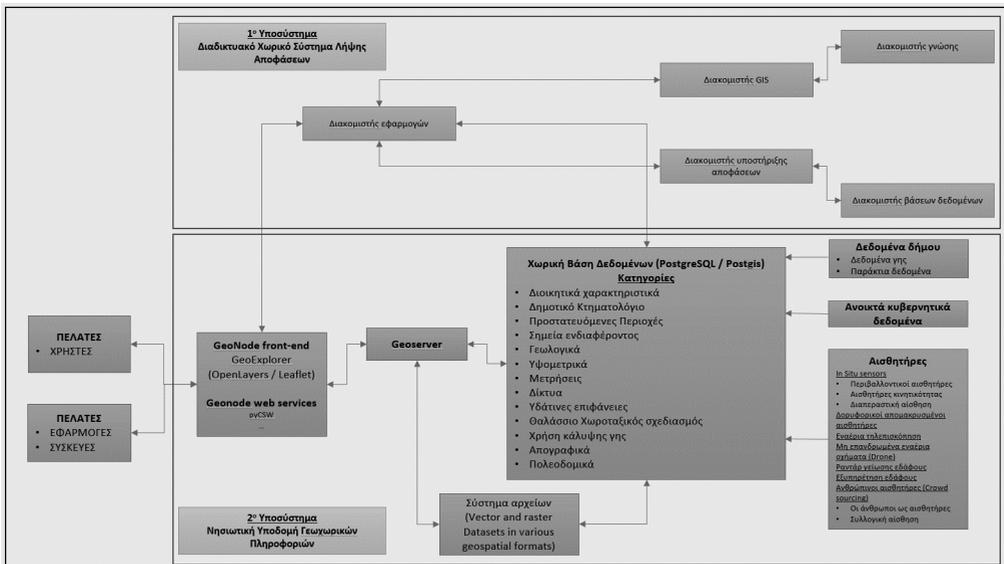 1ο Υποσύστημα
Διαδικτυακό Χωρικό Σύστημα Λήψης
Αποφάσεων
Διακομιστής γνώσης
Διακομιστής GIS
Διακομιστής εφαρμογών
Διακομιστής υποστήριξης
αποφάσεων
Διακομιστής βάσεων δεδομένων
ΠΕΛΑΤΕΣ
• ΧΡΗΣΤΕΣ
ΠΕΛΑΤΕΣ
• ΕΦΑΡΜΟΓΕΣ
• ΣΥΣΚΕΥΕΣ
GeoNode front-end
GeoExplorer
(OpenLayers / Leaflet)
Geonode web services
pyCSW
...
Geoserver
Χωρική Βάση Δεδομένων (PostgreSQL / Postgis)
Κατηγορίες
• Διοικητικά χαρακτηριστικά
• Δημοτικό Κτηματολόγιο
• Προστατευόμενες Περιοχές
• Σημεία ενδιαφέροντος
• Γεωλογικά
• Υψομετρικά
• Μετρήσεις
• Δίκτυα
• Υδάτινες επιφάνειες
• Θαλάσσιο Χωροταξικός σχεδιασμός
• Χρήση κάλυψης γης
• Απογραφικά
• Πολεοδομικά
Δεδομένα δήμου
• Δεδομένα γης
• Παράκτια δεδομένα
Ανοικτά κυβερνητικά
δεδομένα
Αισθητήρες
In Situ sensors
• Περιβαλλοντικοί αισθητήρες
• Αισθητήρες κινητικότητας
• Διαπεραστική αίσθηση
Δορυφορικοί απομακρυσμένοι
αισθητήρες
Εναέρια τηλεπισκόπηση
Μη επανδρωμένα εναέρια
οχήματα (Drone)
Ραντάρ γείωσης εδάφους
Εξυπηρέτηση εδάφους
Ανθρώπινοι αισθητήρες (Crowd
sourcing)
• Οι άνθρωποι ως αισθητήρες
• Συλλογική αίσθηση
Σύστημα αρχείων
(Vector and raster
Datasets in various
geospatial formats)
2ο Υποσύστημα
Νησιωτική Υποδομή Γεωχωρικών
Πληροφοριών